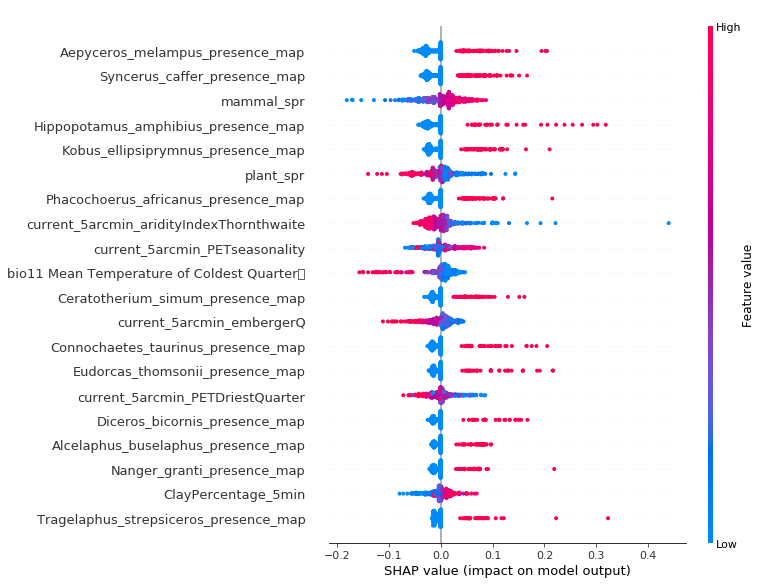 High
Aepyceros_melampus_presence_map
Syncerus_caffer_presence_map
mammal_spr
Hippopotamus_amphibius_presence_map
Kobus_ellipsiprymnus_presence_map
plant_spr
Phacochoerus_africanus_presence_map
current_5arcmin_aridityIndexThornthwaite
current_5arcmin_PETseasonality
bio11 Mean Temperature of Coldest Quarter
Ceratotherium_simum_presence_map
current_5arcmin_embergerQ
Connochaetes_taurinus_presence_map
Eudorcas_thomsonii_presence_map
current_5arcmin_PETDriestQuarter
Diceros_bicornis_presence_map
Alcelaphus_buselaphus_presence_map
Nanger_granti_presence_map
ClayPercentage_5min
Tragelaphus_strepsiceros_presence_map
Feature value
Low
−0.2 −0.1 0.0 0.1 0.2 0.3 0.4
SHAP value (impact on model output)